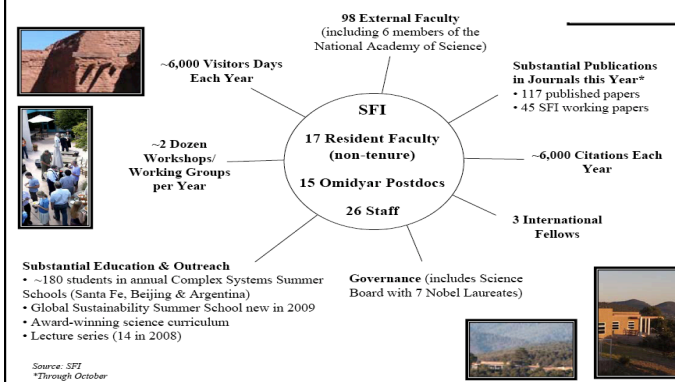 98 External Faculty
(including 6 members of the
National Academy of Science)
~6,000 Visitors Days
Each Year
Substantial Publications
in Journals this Year*
• 117 published papers
• 45 SFI working papers
SFI
17 Resident Faculty
(non-tenure)
15 Omidyar Postdocs
26 Staff
~2 Dozen
Workshops/
Working Groups
per Year
~6,000 Citations Each
Year
3 International
Fellows
Substantial Education & Outreach
• ~180 students in annual Complex Systems Summer
Schools (Santa Fe, Beijing & Argentina)
• Global Sustainability Summer School new in 2009
• Award-winning science curriculum
• Lecture series (14 in 2008)
Governance (includes Science
Board with 7 Nobel Laureates)
Source: SFI
*Through October